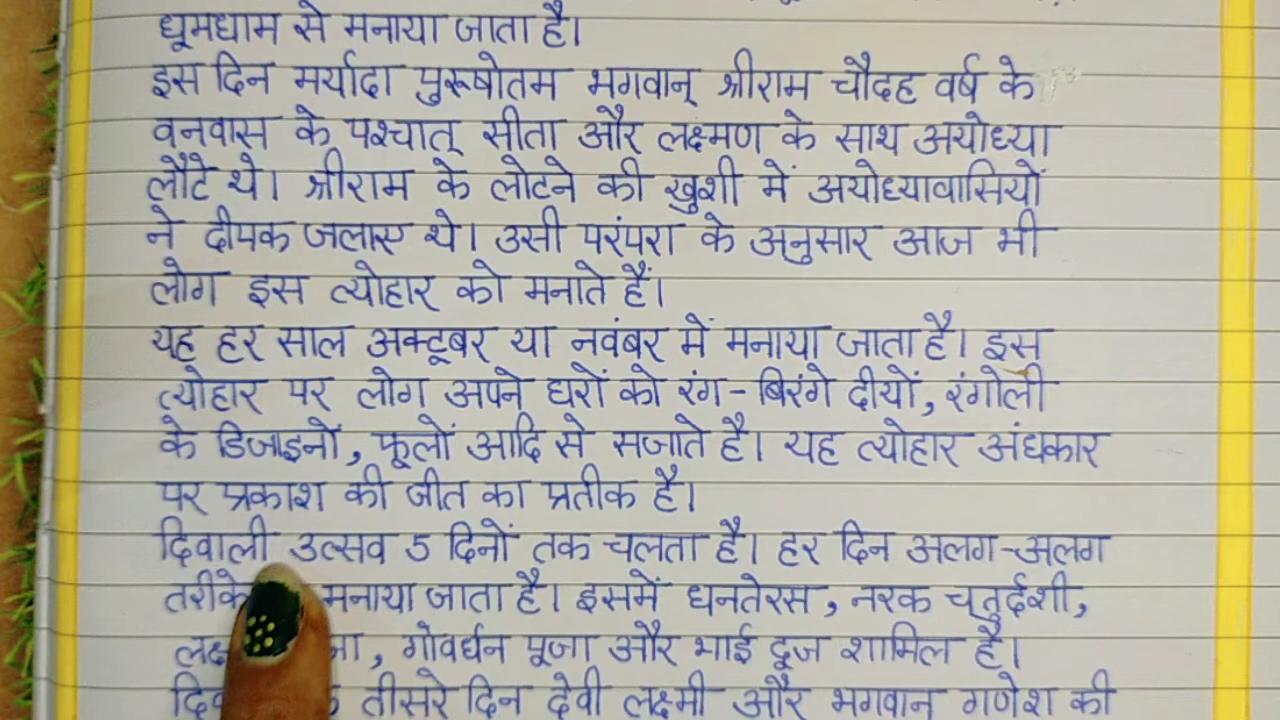 धूमधाम से मनाया जाता है।
इस दिन मर्यादा पुरूषोतम भगवान् श्रीराम चौदह वर्ष के
वनवास के पश्चात् सीता और लक्ष्मण के साथ अयोध्या
लौटे थे। श्रीराम के लोटने की खुशी में अयोध्यावासियों
ने दीपक जलाए थे। उसी परंपरा के अनुसार आज भी
लोग इस त्योहार को मनाते हैं।
यह हर साल अक्टूबर या नवंबर में मनाया जाता है। इस
त्योहार पर लोग अपने घरों को रंग-बिरंगे दीयों, रंगोली
के डिजाइनों, फूलों आदि से सजाते है। यह त्योहार अंधकार
पर प्रकाश की जीत का प्रतीक है।
दिवाली उत्सव 5 दिनों तक चलता है। हर दिन अलग-अलग
तरीके मनाया जाता है। इसमें धनतेरस, नरक चतुर्दशी,
गोवर्धन पूजा और भाई दूज शामिल है।
तीसरे दिन देवी लक्ष्मी और भगवान गणेश की